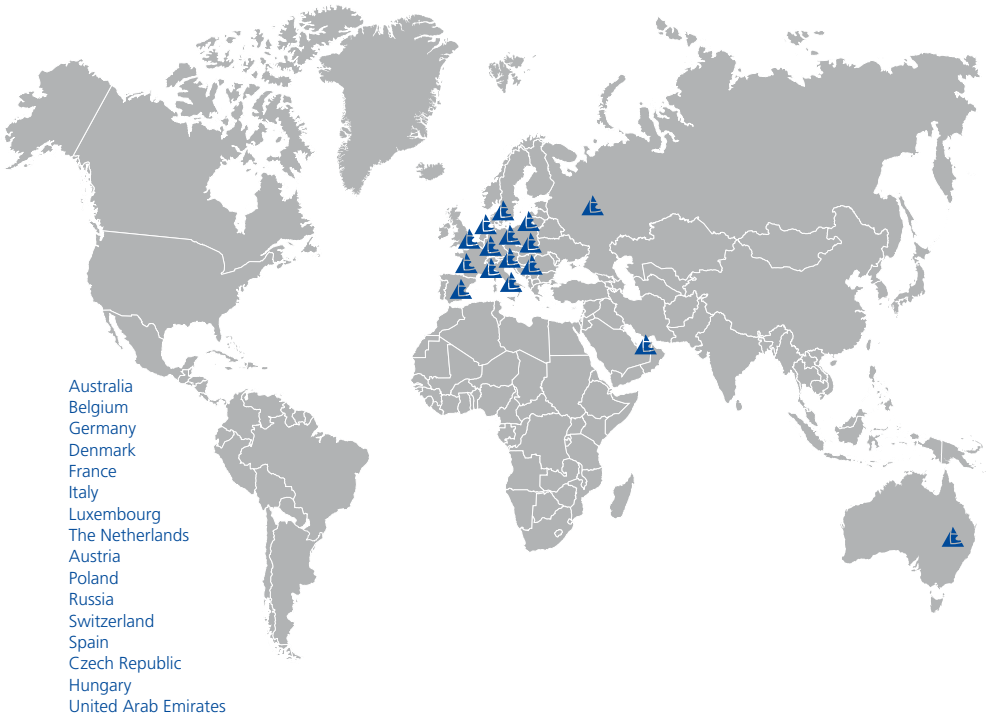 Australia
Belgium
Germany
Denmark
France
Italy
Luxembourg
The Netherlands
Austria
Poland
Russia
Switzerland
Spain
Czech Republic
Hungary
United Arab Emirates